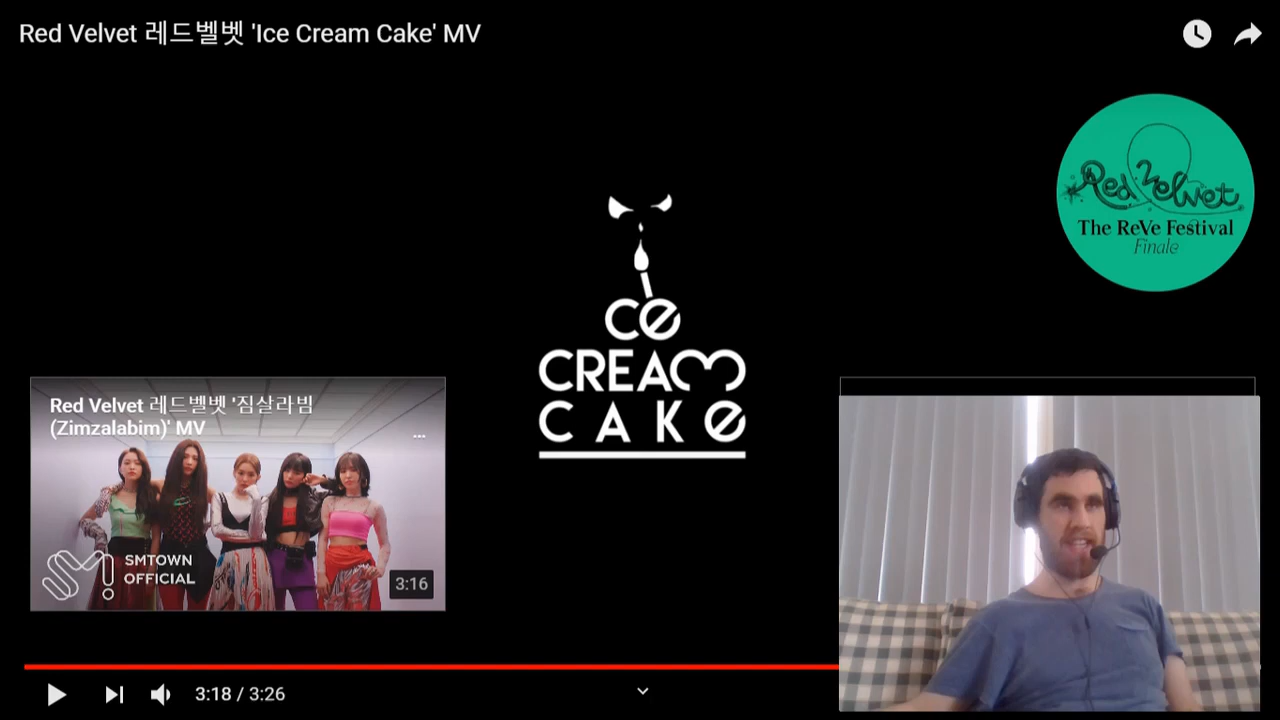 Red Velvet 레드벨벳 'Ice Cream Cake' MV
Red Velvet
The ReVe Festival
Finale
ICe
CREAM
CAKe
Red Velvet 레드벨벳 '짐살라빔
(Zimzalabim)' MV
SMTOWN
OFFICIAL
3:16
3:18 / 3:26